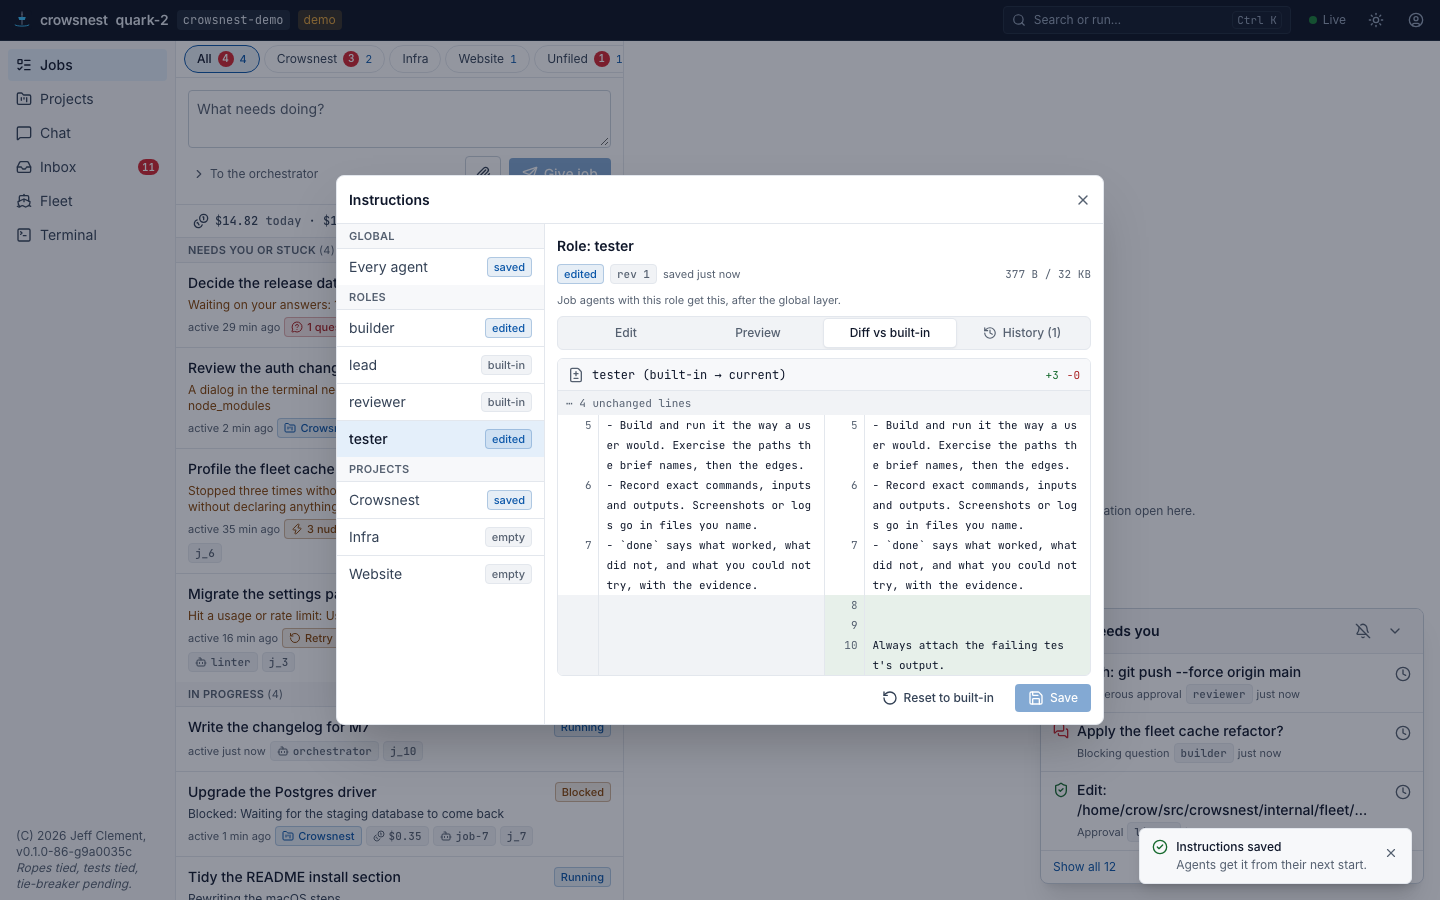 crowsnest quark-2 crowsnest-demo demo
Search or run... Ctrl K
Live
Jobs
Projects
Chat
Inbox 11
Fleet
Terminal
All 4 4
Crowsnest 3 2
Infra
Website 1
Unfiled 1 1
What needs doing?
To the orchestrator
Give job
$14.82 today · $1
NEEDS YOU OR STUCK (4)
Decide the release dat
Waiting on your answers:
active 29 min ago 1 que
Review the auth chang
A dialog in the terminal ne
node_modules
active 2 min ago Crows
Profile the fleet cache
Stopped three times witho
without declaring anything
active 35 min ago 3 nud
j_6
Migrate the settings pa
Hit a usage or rate limit: Us
active 16 min ago Retry
linter j_3
IN PROGRESS (4)
Write the changelog for M7 Running
active just now orchestrator j_10
Upgrade the Postgres driver Blocked
Blocked: Waiting for the staging database to come back
active 1 min ago Crowsnest $0.35 job-7 j_7
Tidy the README install section Running
Rewriting the macOS steps
(C) 2026 Jeff Clement,
v0.1.0-86-g9a0035c
Ropes tied, tests tied,
tie-breaker pending.
Instructions
GLOBAL
Every agent saved
ROLES
builder edited
lead built-in
reviewer built-in
tester edited
PROJECTS
Crowsnest saved
Infra empty
Website empty
Role: tester
edited rev 1 saved just now 377 B / 32 KB
Job agents with this role get this, after the global layer.
Edit Preview Diff vs built-in History (1)
tester (built-in → current) +3 -0
⋯ 4 unchanged lines
5 - Build and run it the way a us
er would. Exercise the paths th
e brief names, then the edges.
6 - Record exact commands, inputs
and outputs. Screenshots or log
s go in files you name.
7 - `done` says what worked, what
did not, and what you could not
try, with the evidence.
5 - Build and run it the way a us
er would. Exercise the paths th
e brief names, then the edges.
6 - Record exact commands, inputs
and outputs. Screenshots or log
s go in files you name.
7 - `done` says what worked, what
did not, and what you could not
try, with the evidence.
8
9
10 Always attach the failing tes
t's output.
Reset to built-in Save
ation open here.
eeds you
n: git push --force origin main
erous approval reviewer just now
Apply the fleet cache refactor?
Blocking question builder just now
Edit:
/home/crow/src/crowsnest/internal/fleet/...
Approval
Show all 12
Instructions saved
Agents get it from their next start.